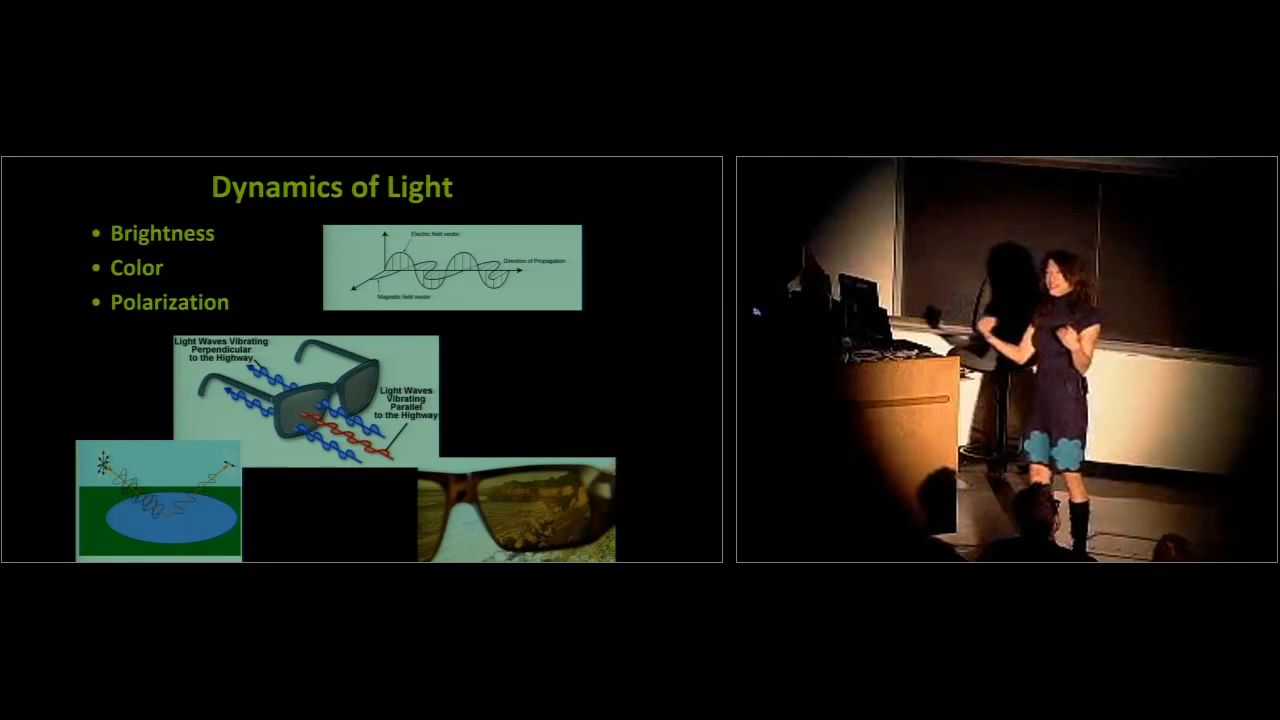 Dynamics of Light
• Brightness
• Color
• Polarization
Electric field vector
Direction of Propagation
Magnetic field vector
Light Waves Vibrating
Perpendicular
to the Highway
Light Waves
Vibrating
Parallel
to the Highway